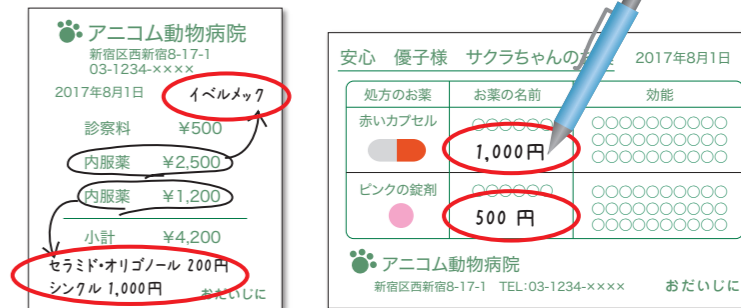 アニコム動物病院
新宿区西新宿8-17-1
03-1234-××××
2017年8月1日
イベルメック
診察料 ¥500
内服薬 ¥2,500
内服薬 ¥1,200
小計 ¥4,200
セラミド・オリゴノール 200円
シンクル 1,000円
おだいじに
安心 優子様 サクラちゃんの
2017年8月1日
処方のお薬 お薬の名前 効能
赤いカプセル ○○○○○○ ○○○○○○○○○○
○○○○○○○○○○
1,000円 ○○○○○○○○○○
ピンクの錠剤 ○○○○○○ ○○○○○○○○○○
○○○○○○○○○○
500円 ○○○○○○○○○○
アニコム動物病院
新宿区西新宿8-17-1 TEL:03-1234-×××× おだいじに